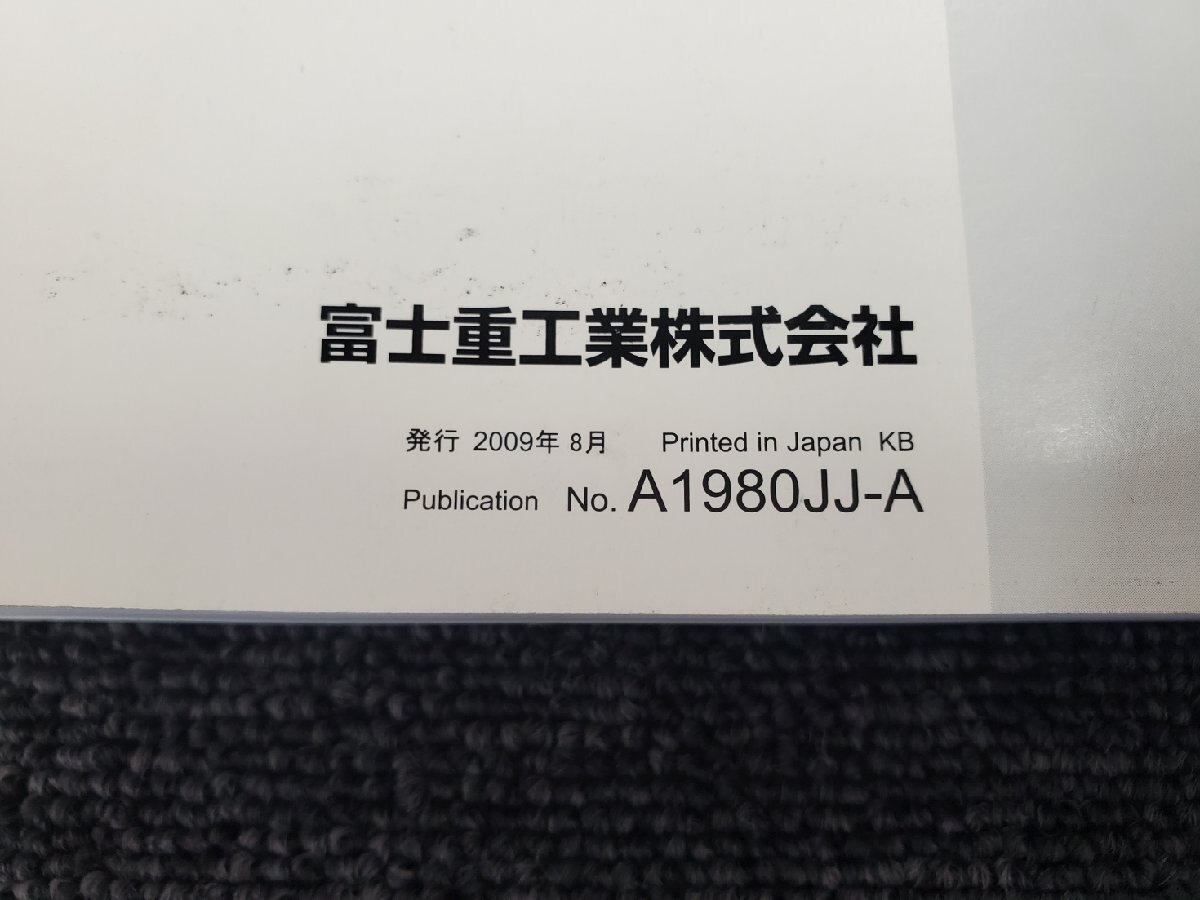 富士重工業株式会社
発行 2009年 8月 Printed in Japan KB
Publication No. A1980JJ-A